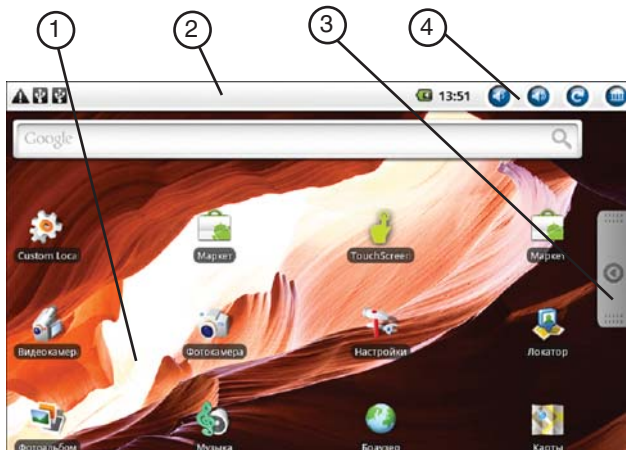 1
2
3
4
13:51
Google
Custom Loca
Маркет
TouchScreen
Маркет
Видеокамер
Фотокамера
Настройки
Локатор
Фотоальбом
Музыка
Браузер
Карты